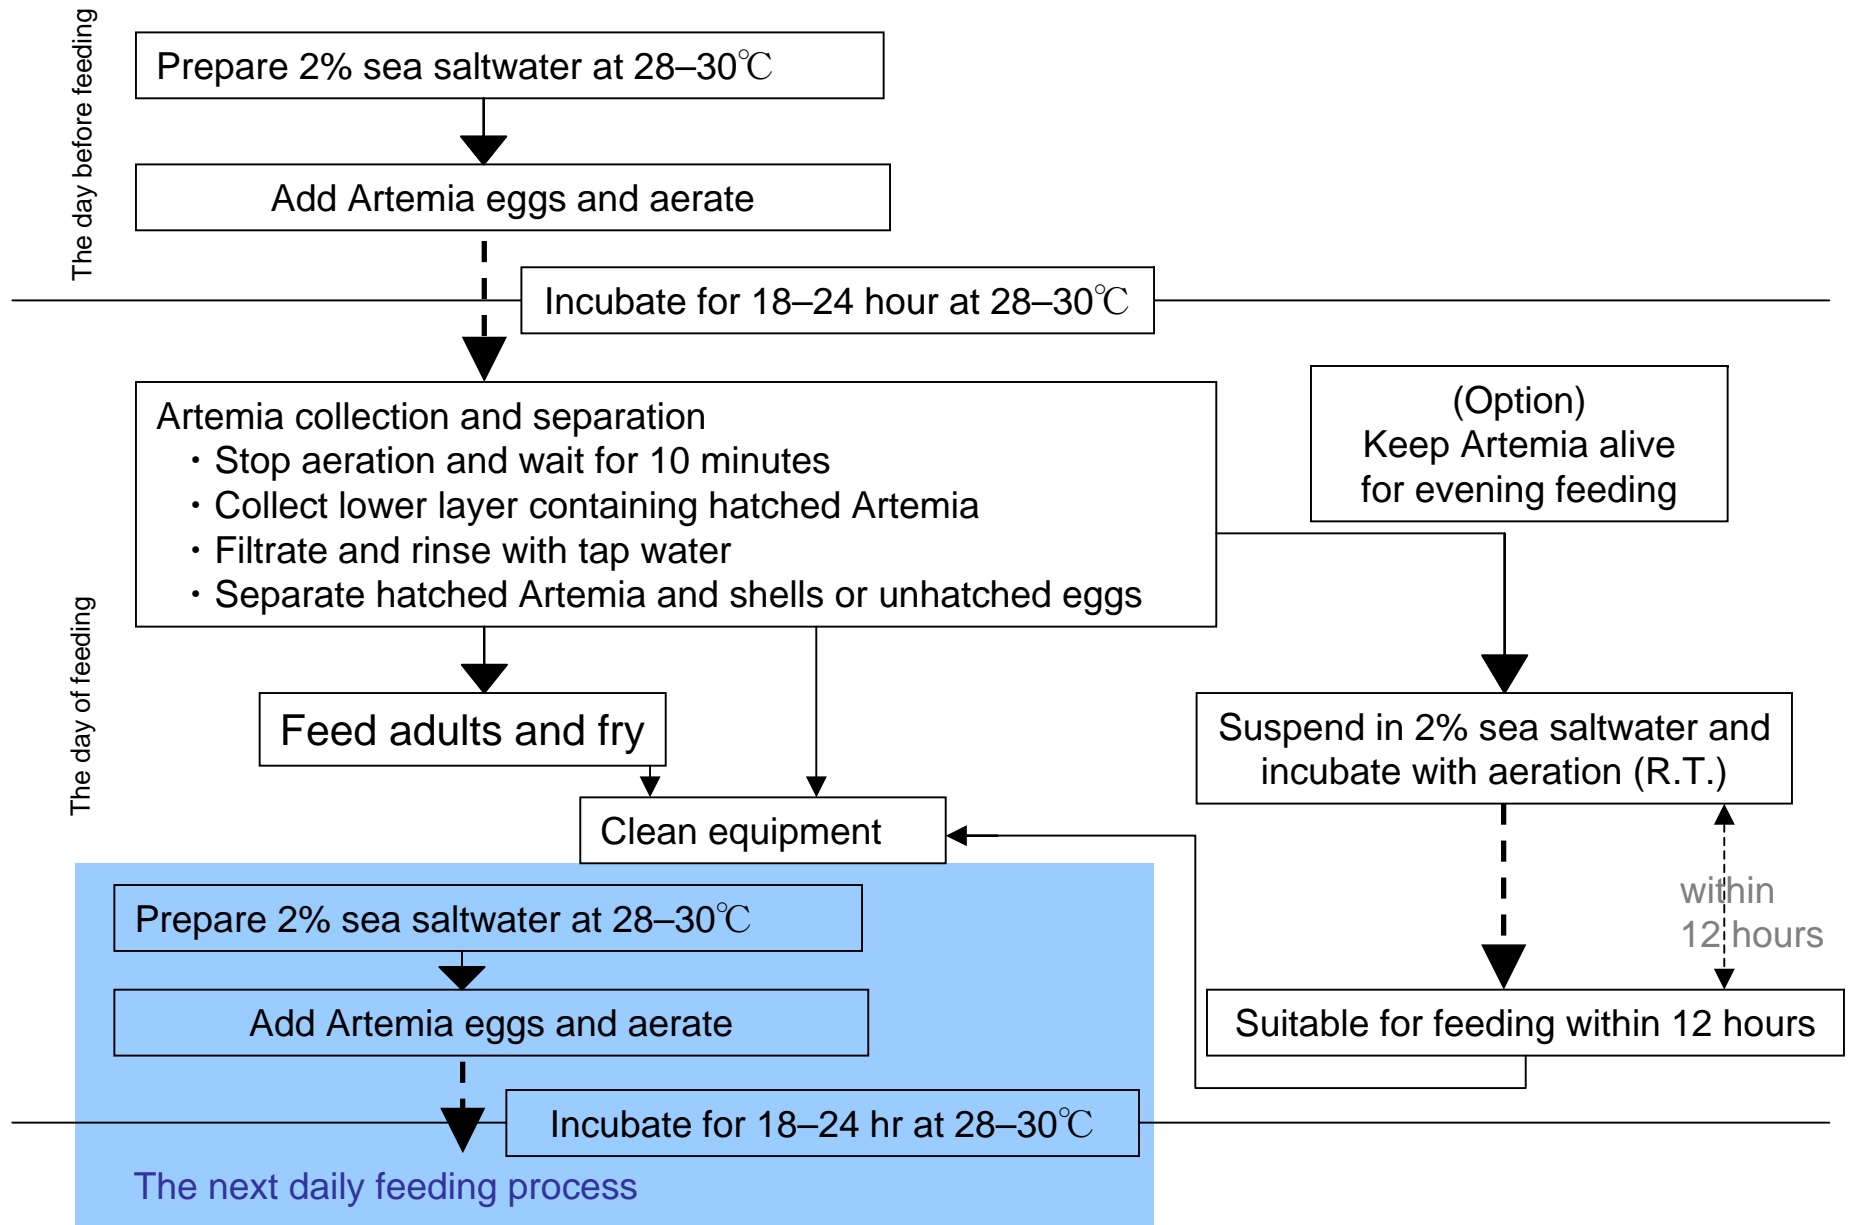 The day before feeding
Prepare 2% sea saltwater at 28–30℃
Add Artemia eggs and aerate
Incubate for 18–24 hour at 28–30℃
The day of feeding
Artemia collection and separation
・Stop aeration and wait for 10 minutes
・Collect lower layer containing hatched Artemia
・Filtrate and rinse with tap water
・Separate hatched Artemia and shells or unhatched eggs
(Option)
Keep Artemia alive
for evening feeding
Feed adults and fry
Suspend in 2% sea saltwater and
incubate with aeration (R.T.)
Clean equipment
within
12 hours
Suitable for feeding within 12 hours
Prepare 2% sea saltwater at 28–30℃
Add Artemia eggs and aerate
Incubate for 18–24 hr at 28–30℃
The next daily feeding process